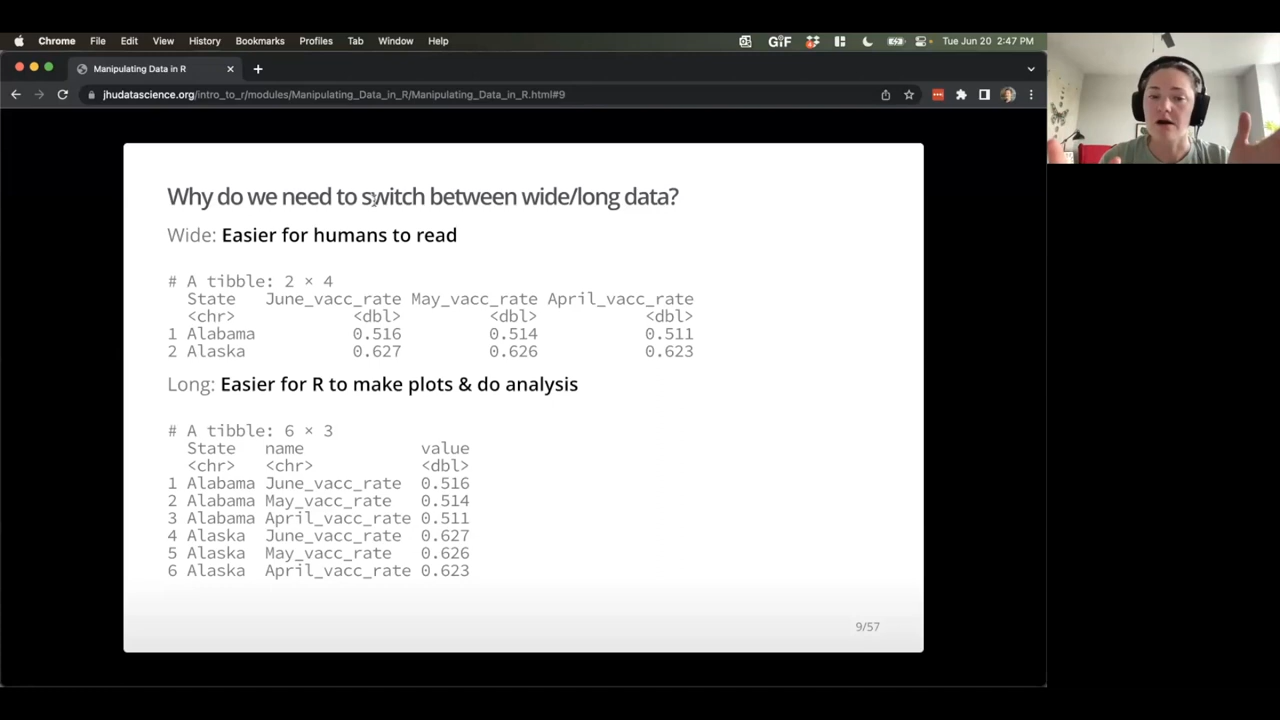 Chrome File Edit View History Bookmarks Profiles Tab Window Help GIF Tue Jun 20 2:47 PM
Manipulating Data in R
jhudatascience.org/intro_to_r/modules/Manipulating_Data_in_R/Manipulating_Data_in_R.html#9
Why do we need to switch between wide/long data?
Wide: Easier for humans to read
# A tibble: 2 × 4
State June_vacc_rate May_vacc_rate April_vacc_rate
<chr> <dbl> <dbl> <dbl>
1 Alabama 0.516 0.514 0.511
2 Alaska 0.627 0.626 0.623
Long: Easier for R to make plots & do analysis
# A tibble: 6 × 3
State name value
<chr> <chr> <dbl>
1 Alabama June_vacc_rate 0.516
2 Alabama May_vacc_rate 0.514
3 Alabama April_vacc_rate 0.511
4 Alaska June_vacc_rate 0.627
5 Alaska May_vacc_rate 0.626
6 Alaska April_vacc_rate 0.623
9/57